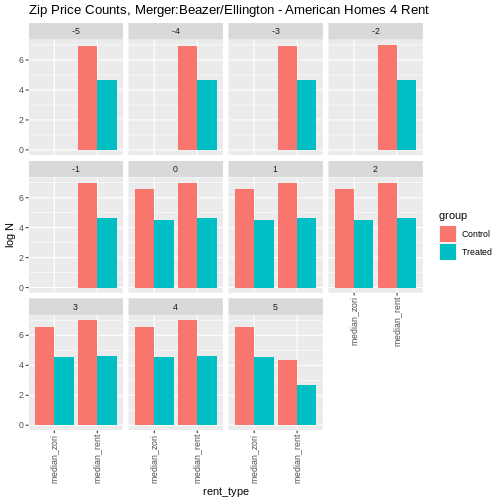 Zip Price Counts, Merger:Beazer/Ellington - American Homes 4 Rent
-5 -4 -3 -2
6
4
2
0
-1 0 1 2
6
4
2
0
log N
group
Control
Treated
3 4 5
6
4
2
0
median_zori median_rent median_zori median_rent median_zori median_rent median_zori median_rent
rent_type